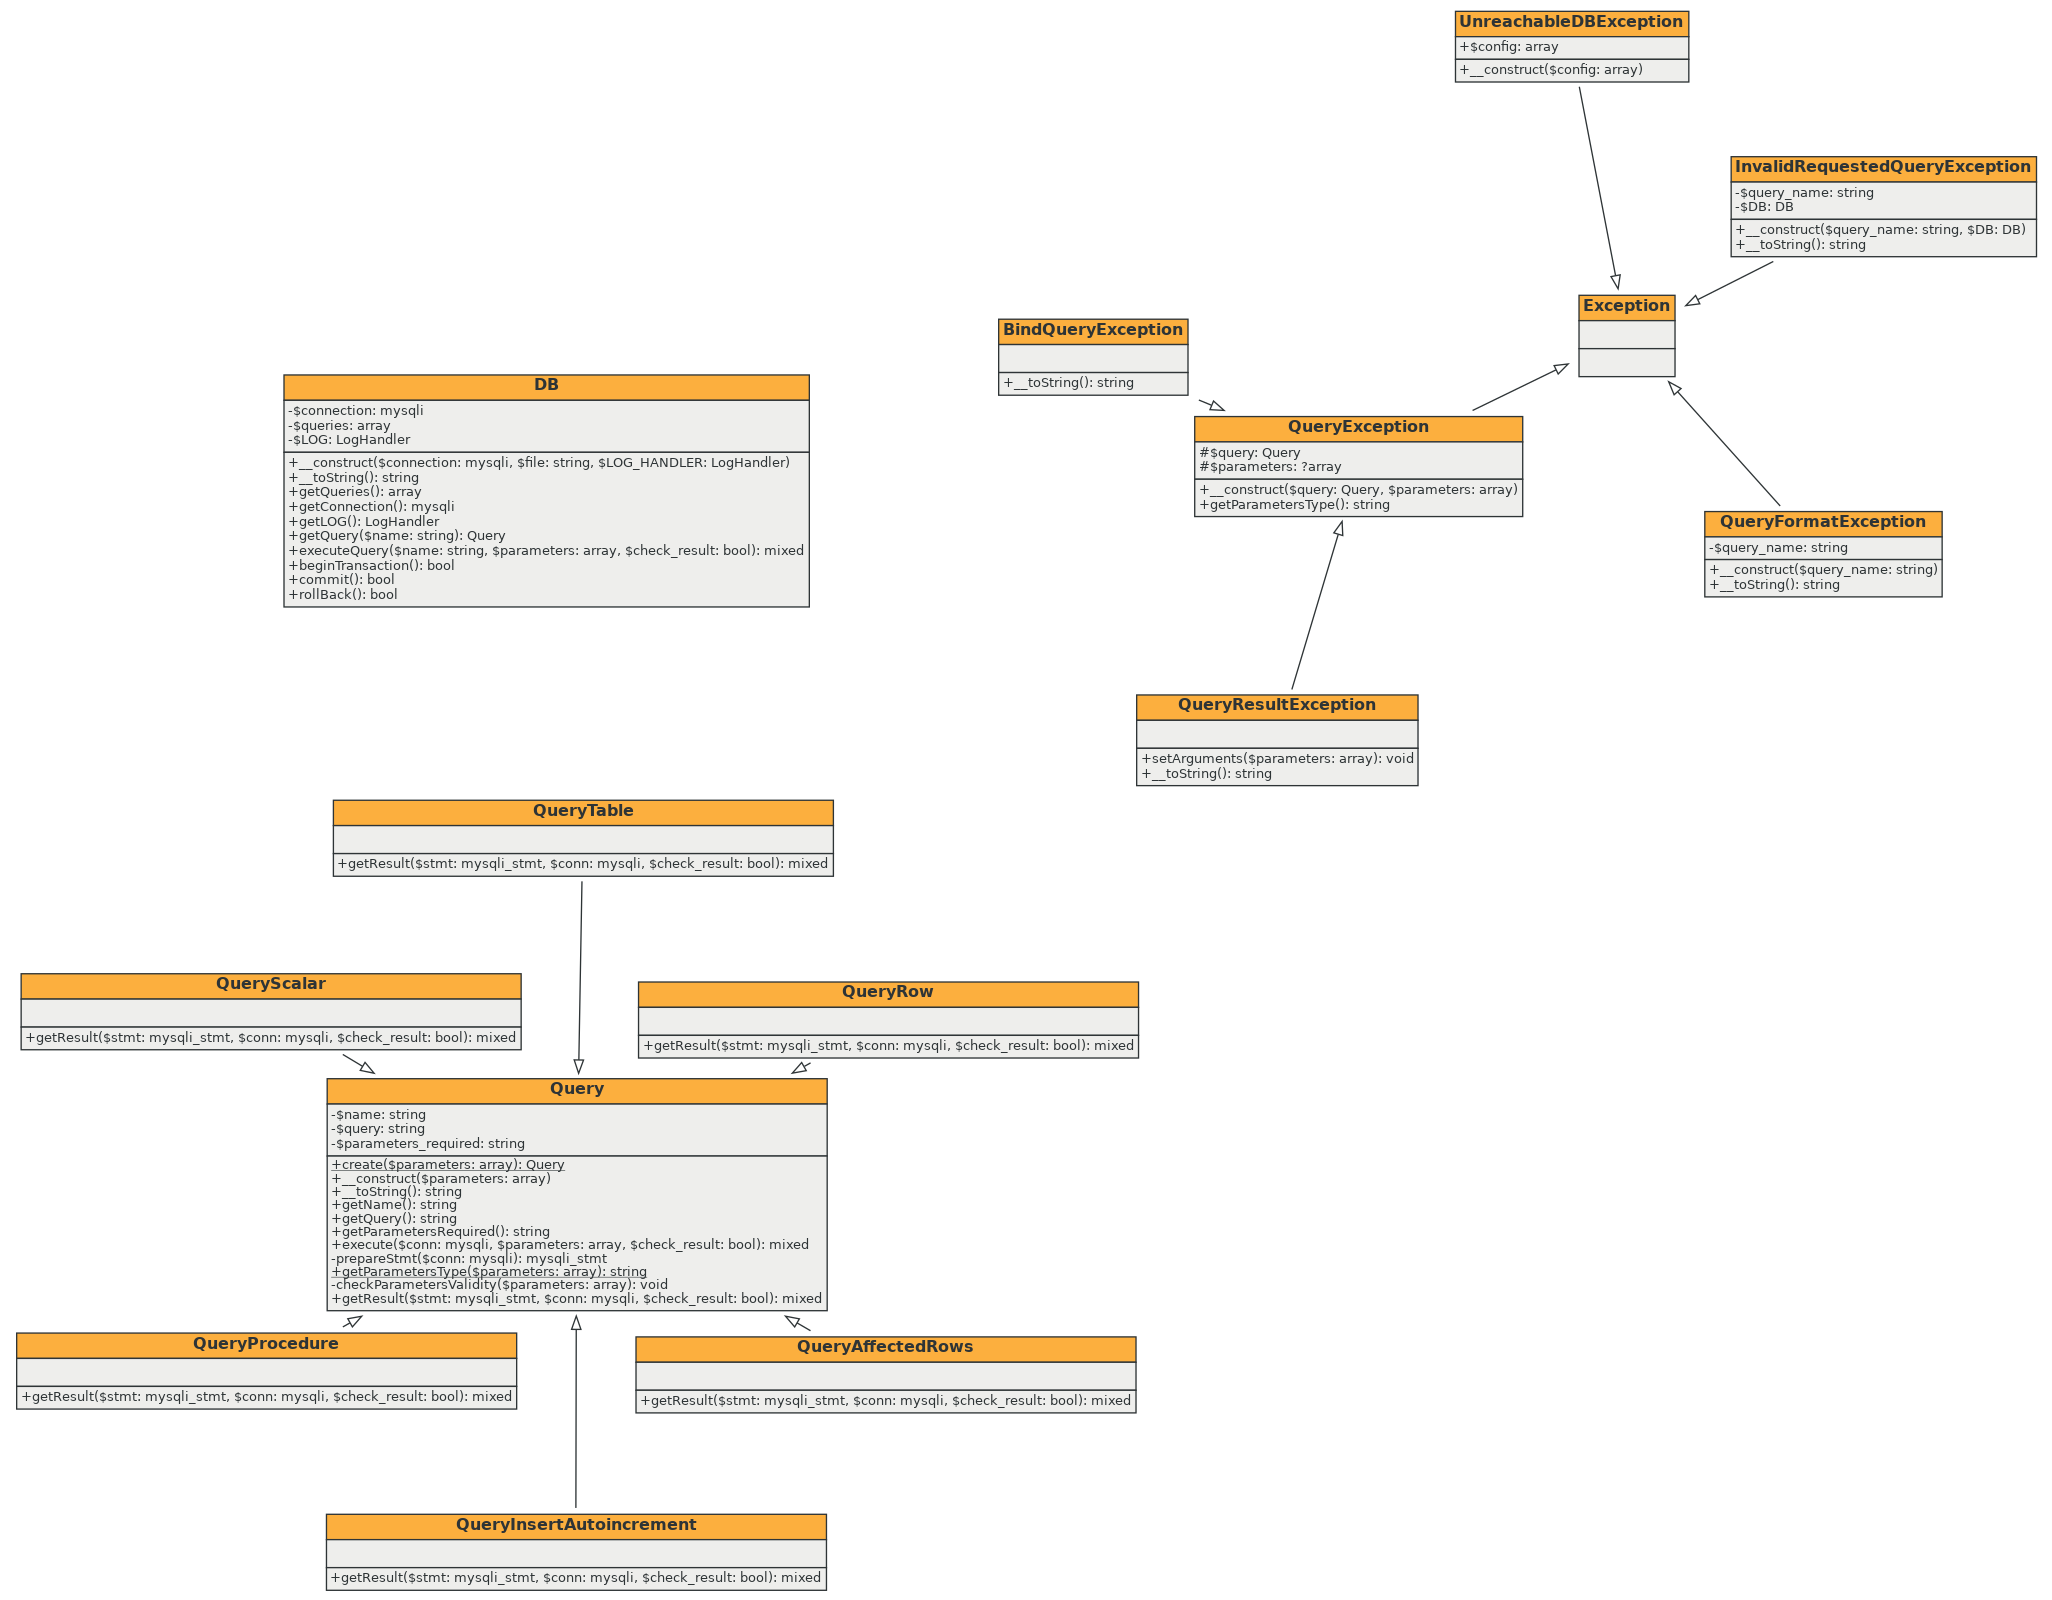 UnreachableDBException
+$config: array
+__construct($config: array)
InvalidRequestedQueryException
-$query_name: string
-$DB: DB
+__construct($query_name: string, $DB: DB)
+__toString(): string
Exception
BindQueryException
+__toString(): string
DB
-$connection: mysqli
-$queries: array
-$LOG: LogHandler
+__construct($connection: mysqli, $file: string, $LOG_HANDLER: LogHandler)
+__toString(): string
+getQueries(): array
+getConnection(): mysqli
+getLOG(): LogHandler
+getQuery($name: string): Query
+executeQuery($name: string, $parameters: array, $check_result: bool): mixed
+beginTransaction(): bool
+commit(): bool
+rollBack(): bool
QueryException
#$query: Query
#$parameters: ?array
+__construct($query: Query, $parameters: array)
+getParametersType(): string
QueryFormatException
-$query_name: string
+__construct($query_name: string)
+__toString(): string
QueryResultException
+setArguments($parameters: array): void
+__toString(): string
QueryTable
+getResult($stmt: mysqli_stmt, $conn: mysqli, $check_result: bool): mixed
QueryScalar
+getResult($stmt: mysqli_stmt, $conn: mysqli, $check_result: bool): mixed
QueryRow
+getResult($stmt: mysqli_stmt, $conn: mysqli, $check_result: bool): mixed
Query
-$name: string
-$query: string
-$parameters_required: string
+create($parameters: array): Query
+__construct($parameters: array)
+__toString(): string
+getName(): string
+getQuery(): string
+getParametersRequired(): string
+execute($conn: mysqli, $parameters: array, $check_result: bool): mixed
-prepareStmt($conn: mysqli): mysqli_stmt
+getParametersType($parameters: array): string
-checkParametersValidity($parameters: array): void
+getResult($stmt: mysqli_stmt, $conn: mysqli, $check_result: bool): mixed
QueryProcedure
+getResult($stmt: mysqli_stmt, $conn: mysqli, $check_result: bool): mixed
QueryAffectedRows
+getResult($stmt: mysqli_stmt, $conn: mysqli, $check_result: bool): mixed
QueryInsertAutoincrement
+getResult($stmt: mysqli_stmt, $conn: mysqli, $check_result: bool): mixed